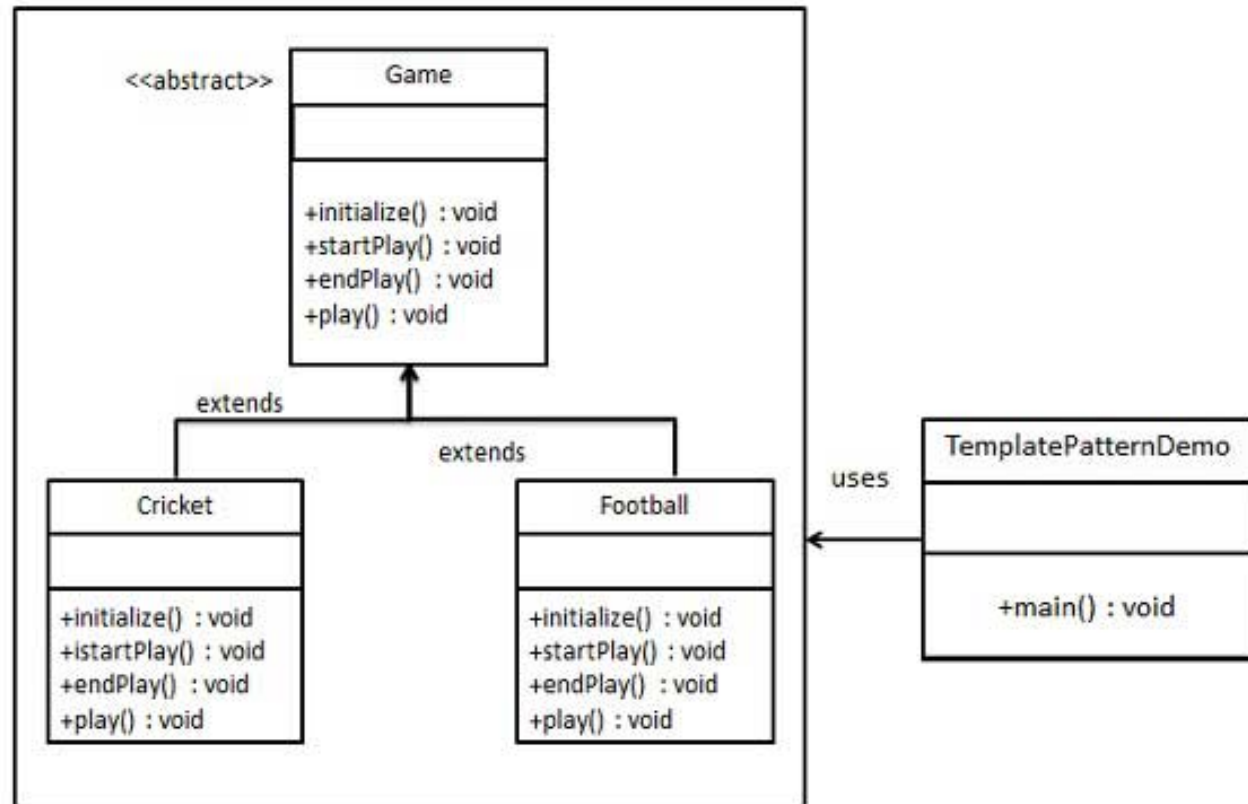 <<abstract>>
Game
+initialize() : void
+startPlay() : void
+endPlay() : void
+play() : void
extends
extends
Cricket
+initialize() : void
+istartPlay() : void
+endPlay() : void
+play() : void
Football
+initialize() : void
+startPlay() : void
+endPlay() : void
+play() : void
uses
TemplatePatternDemo
+main() : void